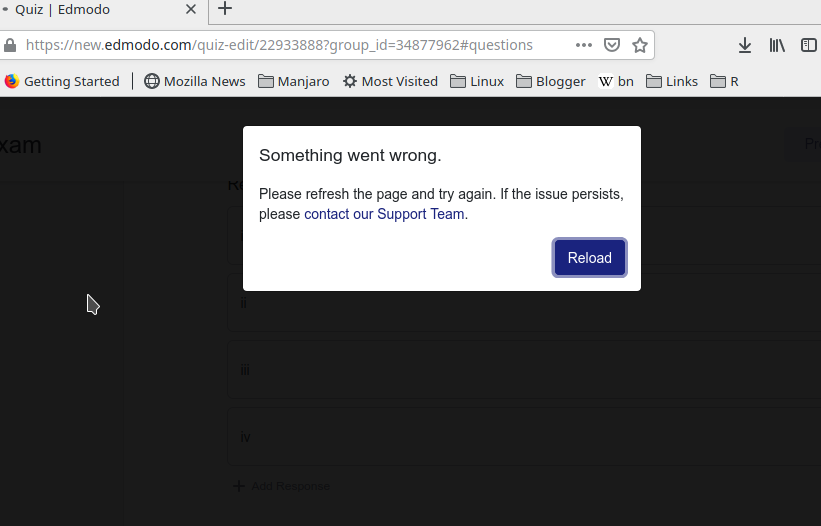 Quiz | Edmodo
https://new.edmodo.com/quiz-edit/22933888?group_id=34877962#questions
Getting Started Mozilla News Manjaro Most Visited Linux Blogger W bn Links R
xam
Something went wrong.
Please refresh the page and try again. If the issue persists,
please contact our Support Team.
Reload
ii
iii
iv
Add Response